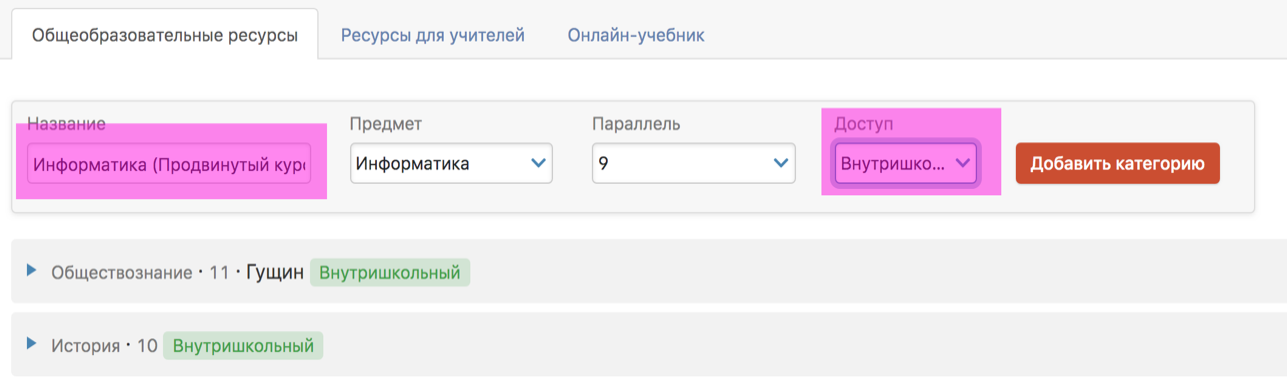 Общеобразовательные ресурсы Ресурсы для учителей Онлайн-учебник
Название Предмет Параллель Доступ
Информатика (Продвинутый курс Информатика 9 Внутришко... Добавить категорию
Обществознание · 11 · Гущин Внутришкольный
История · 10 Внутришкольный